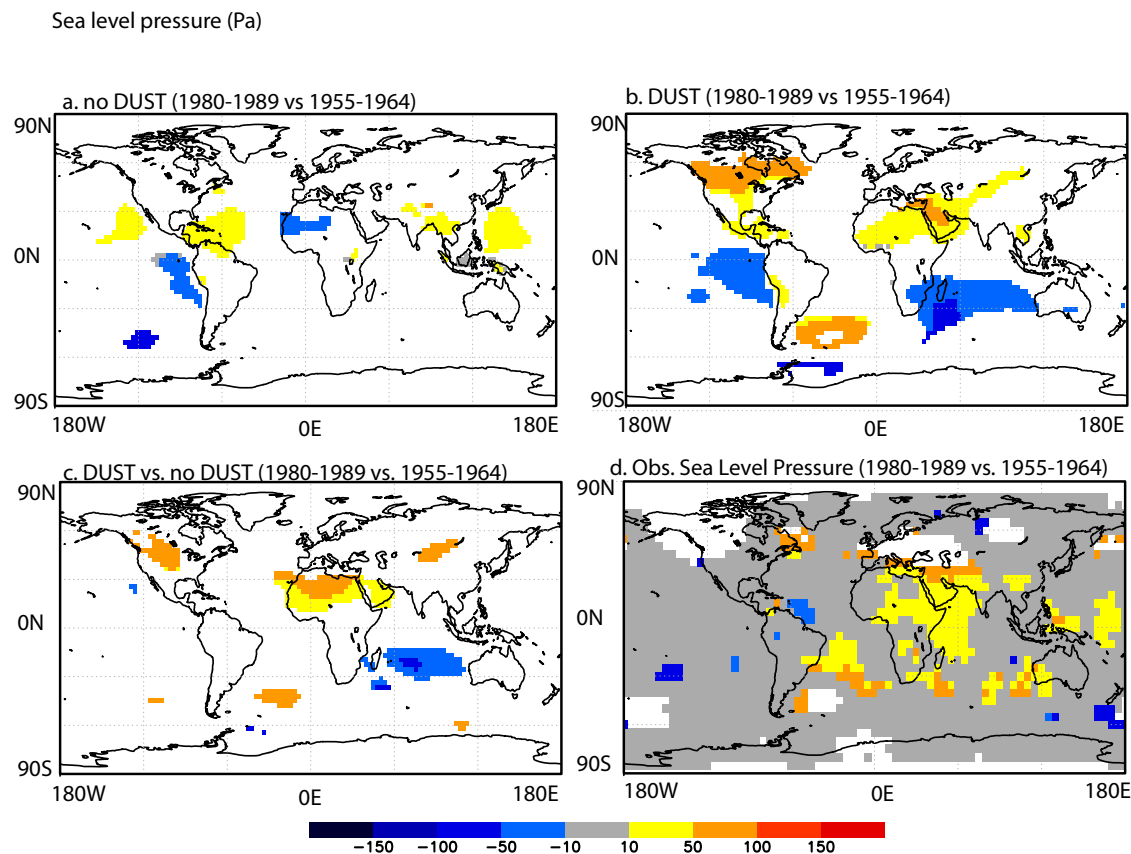 Sea level pressure (Pa)
a. no DUST (1980-1989 vs 1955-1964)
90N
0N
90S
180W 0E 180E
b. DUST (1980-1989 vs 1955-1964)
90N
0N
90S
180W 0E 180E
c. DUST vs. no DUST (1980-1989 vs. 1955-1964)
90N
0N
90S
180W 0E 180E
d. Obs. Sea Level Pressure (1980-1989 vs. 1955-1964)
90N
0N
90S
180W 0E 180E
−150 −100 −50 −10 10 50 100 150